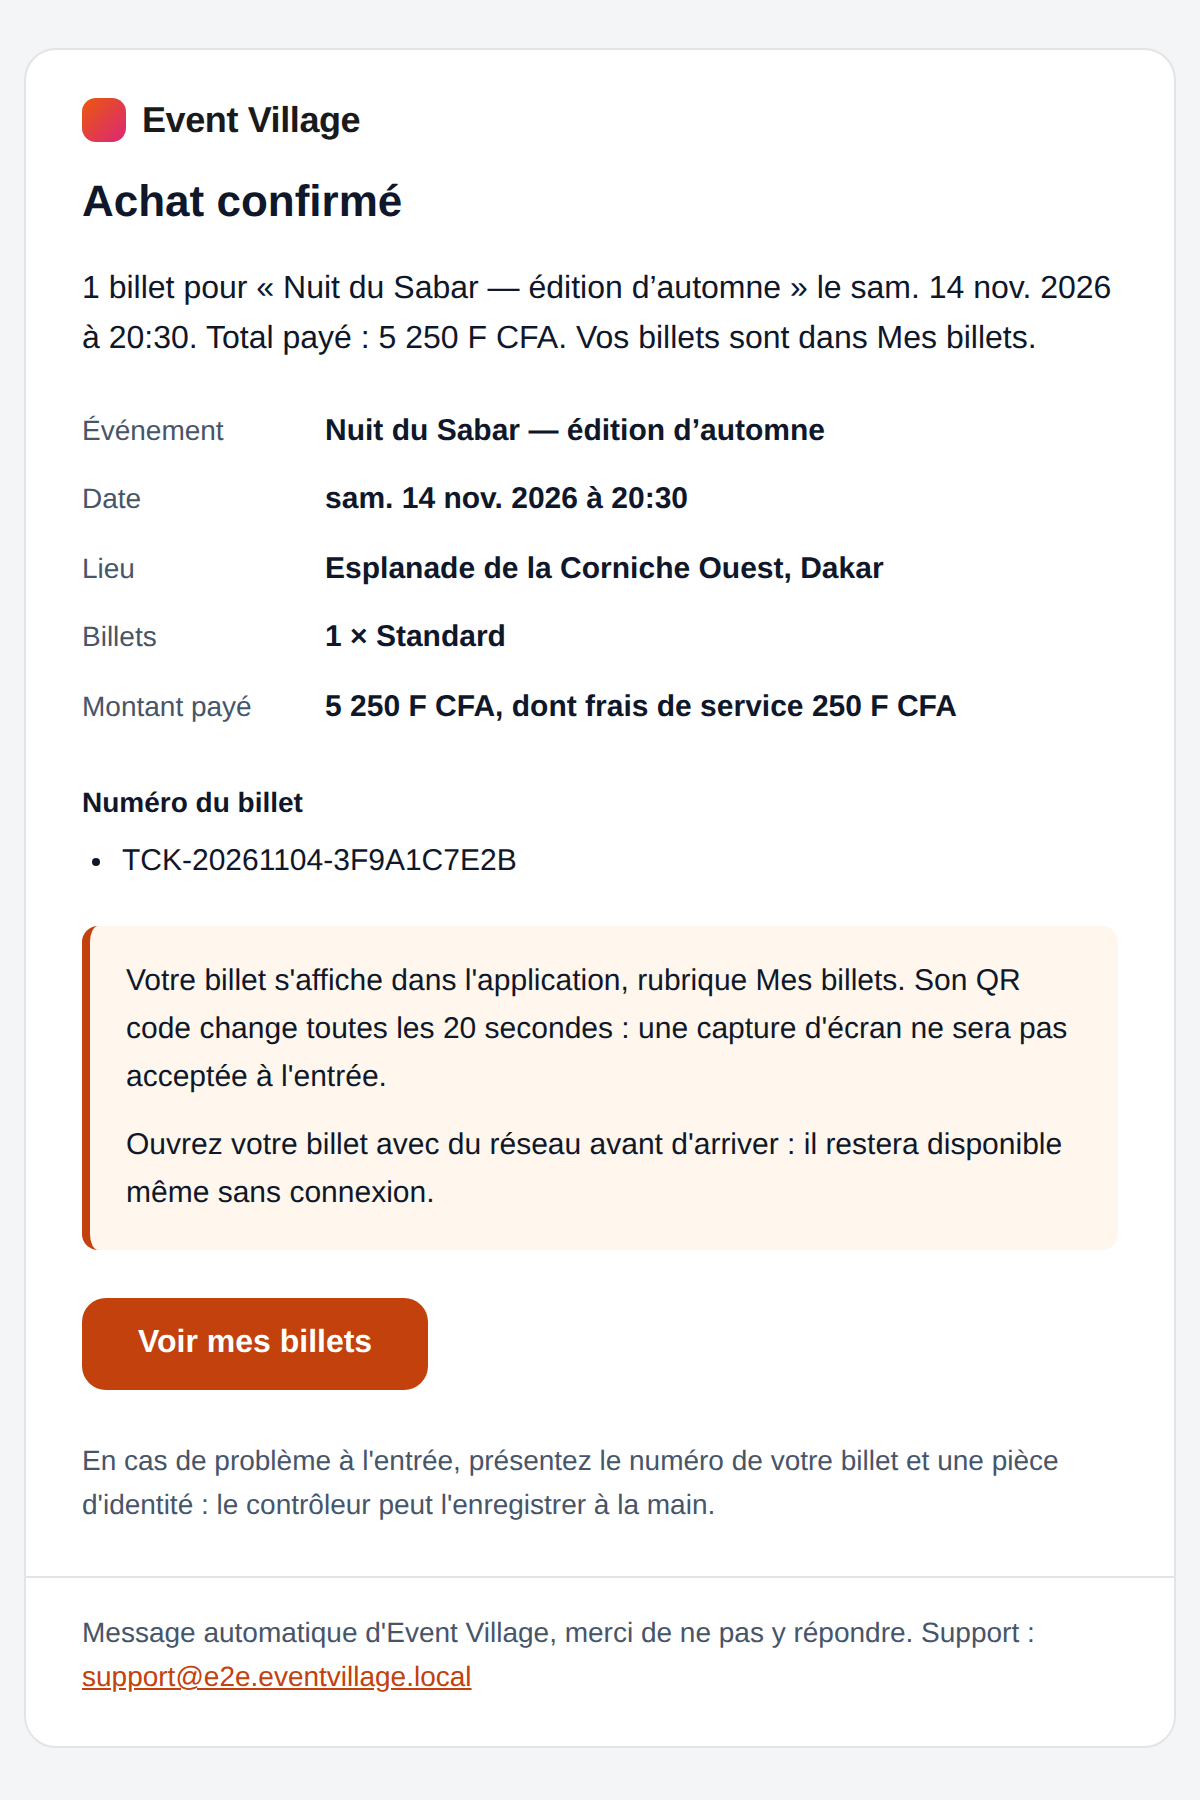 Event Village
Achat confirmé
1 billet pour « Nuit du Sabar — édition d’automne » le sam. 14 nov. 2026
à 20:30. Total payé : 5 250 F CFA. Vos billets sont dans Mes billets.
Événement Nuit du Sabar — édition d’automne
Date sam. 14 nov. 2026 à 20:30
Lieu Esplanade de la Corniche Ouest, Dakar
Billets 1 × Standard
Montant payé 5 250 F CFA, dont frais de service 250 F CFA
Numéro du billet
• TCK-20261104-3F9A1C7E2B
Votre billet s'affiche dans l'application, rubrique Mes billets. Son QR
code change toutes les 20 secondes : une capture d'écran ne sera pas
acceptée à l'entrée.
Ouvrez votre billet avec du réseau avant d'arriver : il restera disponible
même sans connexion.
Voir mes billets
En cas de problème à l'entrée, présentez le numéro de votre billet et une pièce
d'identité : le contrôleur peut l'enregistrer à la main.
Message automatique d'Event Village, merci de ne pas y répondre. Support :
support@e2e.eventvillage.local